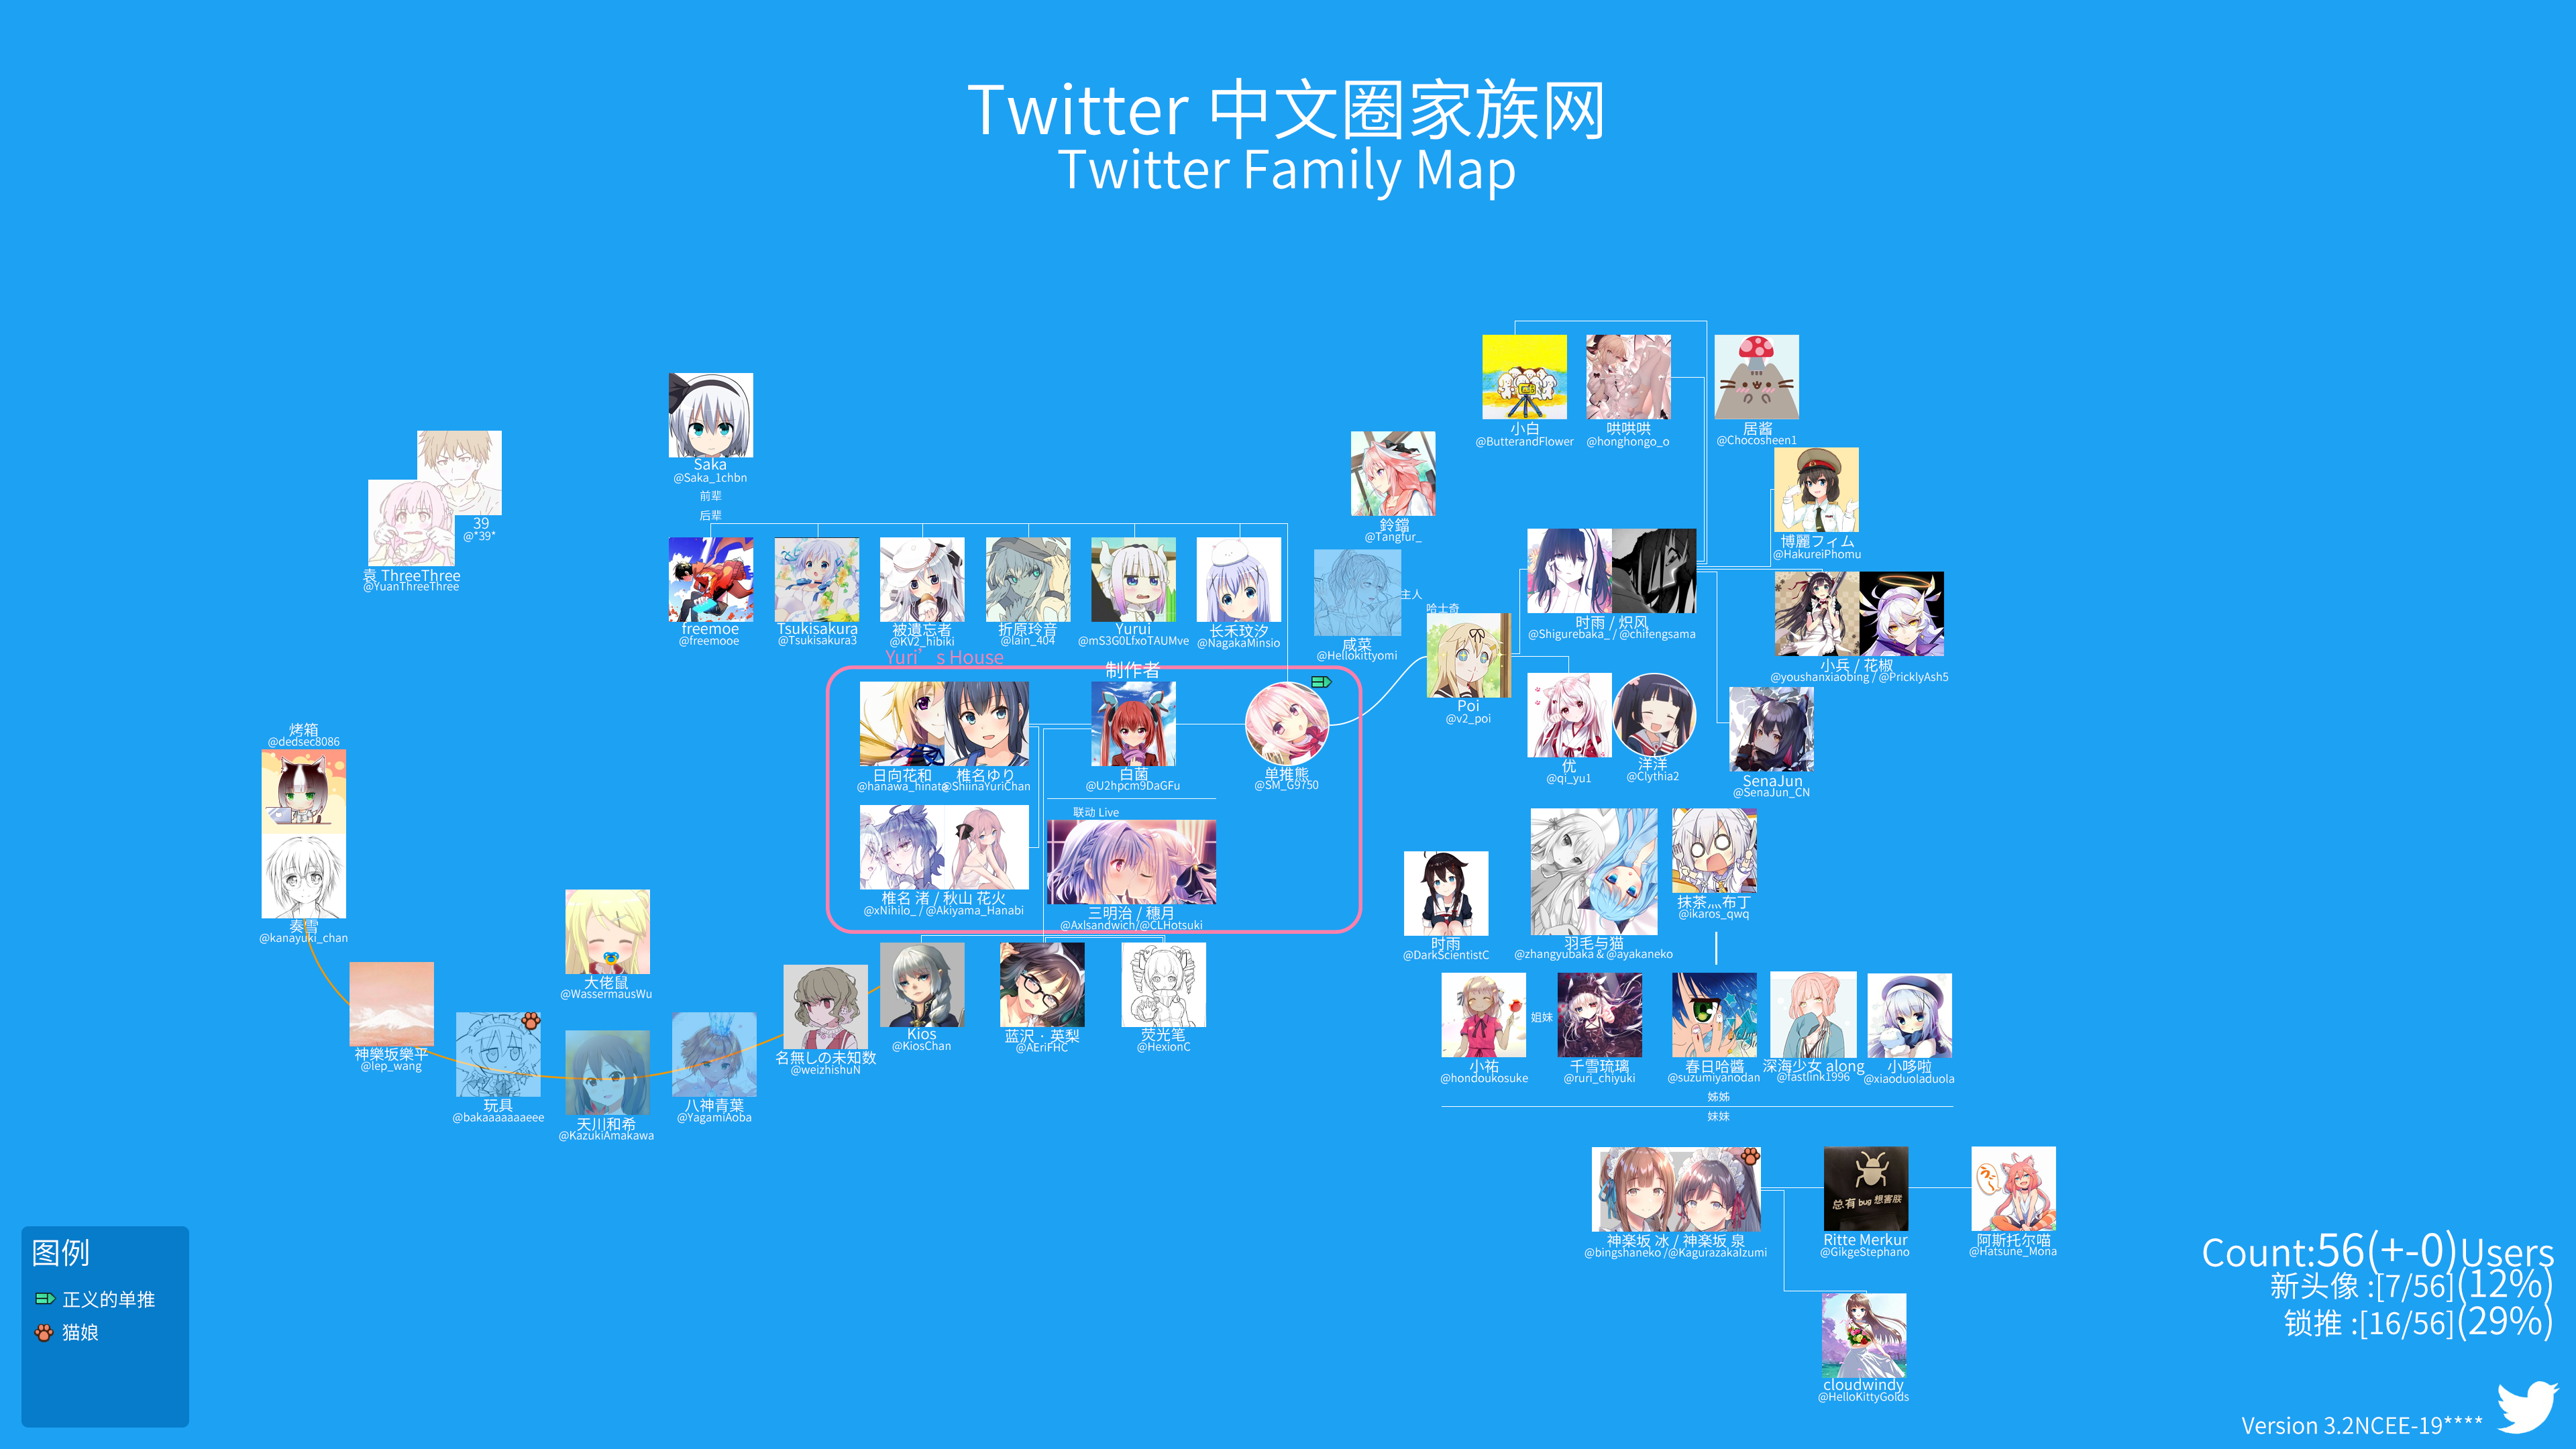 Twitter 中文圈家族网
Twitter Family Map
小白
@ButterandFlower
哄哄哄
@honghongo_o
居酱
@Chocosheen1
Saka
@Saka_1chbn
前辈
后辈
39
@*39*
袁 ThreeThree
@YuanThreeThree
鈴鐺
@Tangfur_
博麗フィム
@HakureiPhomu
freemoe
@freemooe
Tsukisakura
@Tsukisakura3
被遺忘者
@KV2_hibiki
折原玲音
@lain_404
Yurui
@mS3G0LfxoTAUMve
长禾玟汐
@NagakaMinsio
咸菜
@Hellokittyomi
主人
哈士奇
时雨 / 炽风
@Shigurebaka_ / @chifengsama
小兵 / 花椒
@youshanxiaobing / @PricklyAsh5
Yuri’s House
制作者
Poi
@v2_poi
烤箱
@dedsec8086
日向花和
@hanawa_hinata
椎名ゆり
@ShiinaYuriChan
白菌
@U2hpcm9DaGFu
单推熊
@SM_G9750
优
@qi_yu1
洋洋
@Clythia2
SenaJun
@SenaJun_CN
联动 Live
椎名 渚 / 秋山 花火
@xNihilo_ / @Akiyama_Hanabi
三明治 / 穗月
@AxIsandwich/@CLHotsuki
奏雪
@kanayuki_chan
大佬鼠
@WassermausWu
时雨
@DarkScientistC
羽毛与猫
@zhangyubaka & @ayakaneko
抹茶灬布丁
@ikaros_qwq
神樂坂樂平
@lep_wang
玩具
@bakaaaaaaaeee
天川和希
@KazukiAmakawa
八神青葉
@YagamiAoba
名無しの未知数
@weizhishuN
Kios
@KiosChan
蓝沢 · 英梨
@AEriFHC
荧光笔
@HexionC
小祐
@hondoukosuke
姐妹
千雪琉璃
@ruri_chiyuki
春日哈醬
@suzumiyanodan
深海少女 along
@fastlink1996
小哆啦
@xiaoduoladuola
姊姊
妹妹
总有 bug 想害朕
神楽坂 冰 / 神楽坂 泉
@bingshaneko /@KagurazakaIzumi
Ritte Merkur
@GikgeStephano
阿斯托尔喵
@Hatsune_Mona
cloudwindy
@HelloKittyGolds
图例
正义的单推
猫娘
Count:56(+-0)Users
新头像 :[7/56](12%)
锁推 :[16/56](29%)
Version 3.2NCEE-19****